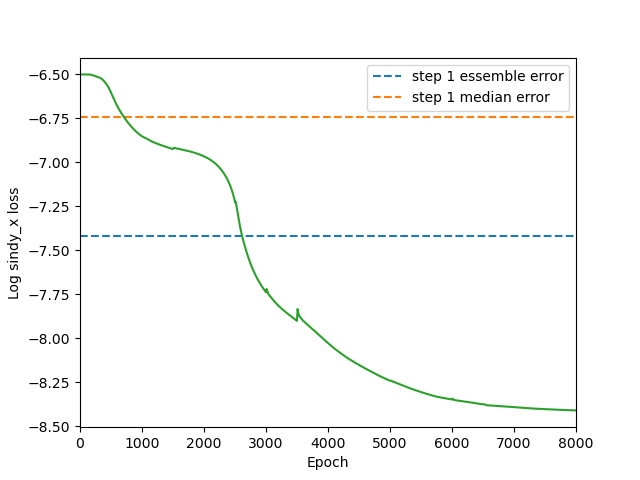 step 1 essemble error
step 1 median error
Log sindy_x loss
−6.50
−6.75
−7.00
−7.25
−7.50
−7.75
−8.00
−8.25
−8.50
0 1000 2000 3000 4000 5000 6000 7000 8000
Epoch